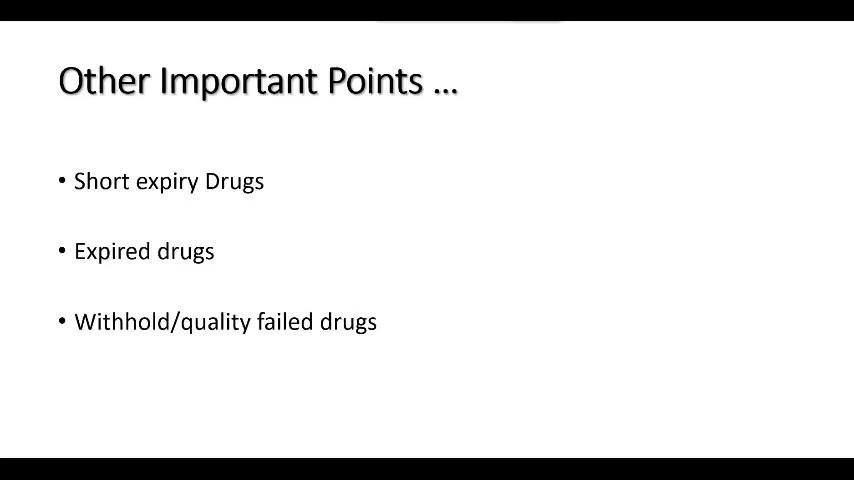 Other Important Points ...
• Short expiry Drugs
• Expired drugs
• Withhold/quality failed drugs